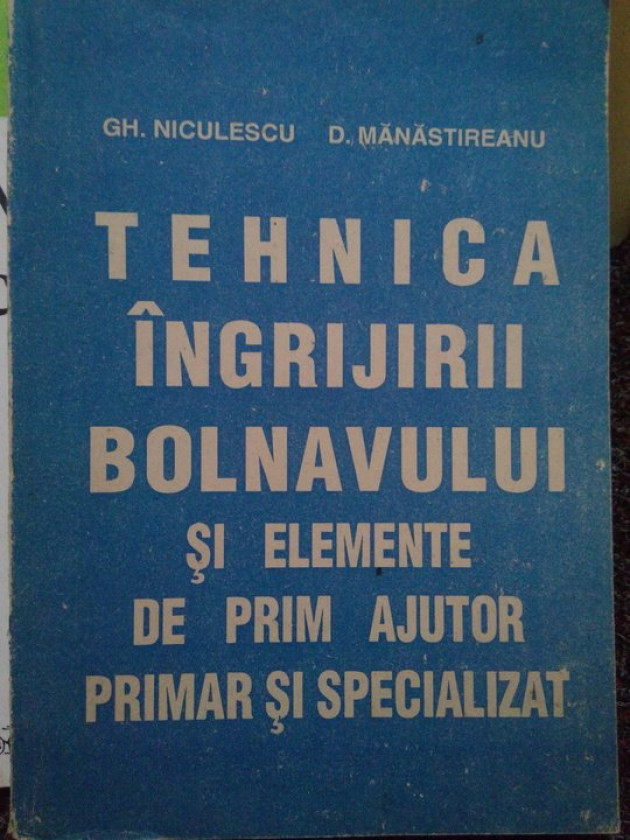 GH. NICULESCU D. MĂNĂSTIREANU
TEHNICA
ÎNGRIJIRII
BOLNAVULUI
ŞI ELEMENTE
DE PRIM AJUTOR
PRIMAR ŞI SPECIALIZAT